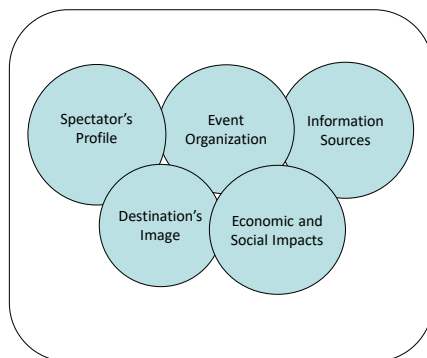 Spectator's
Profile
Event
Organization
Information
Sources
Destination's
Image
Economic and
Social Impacts